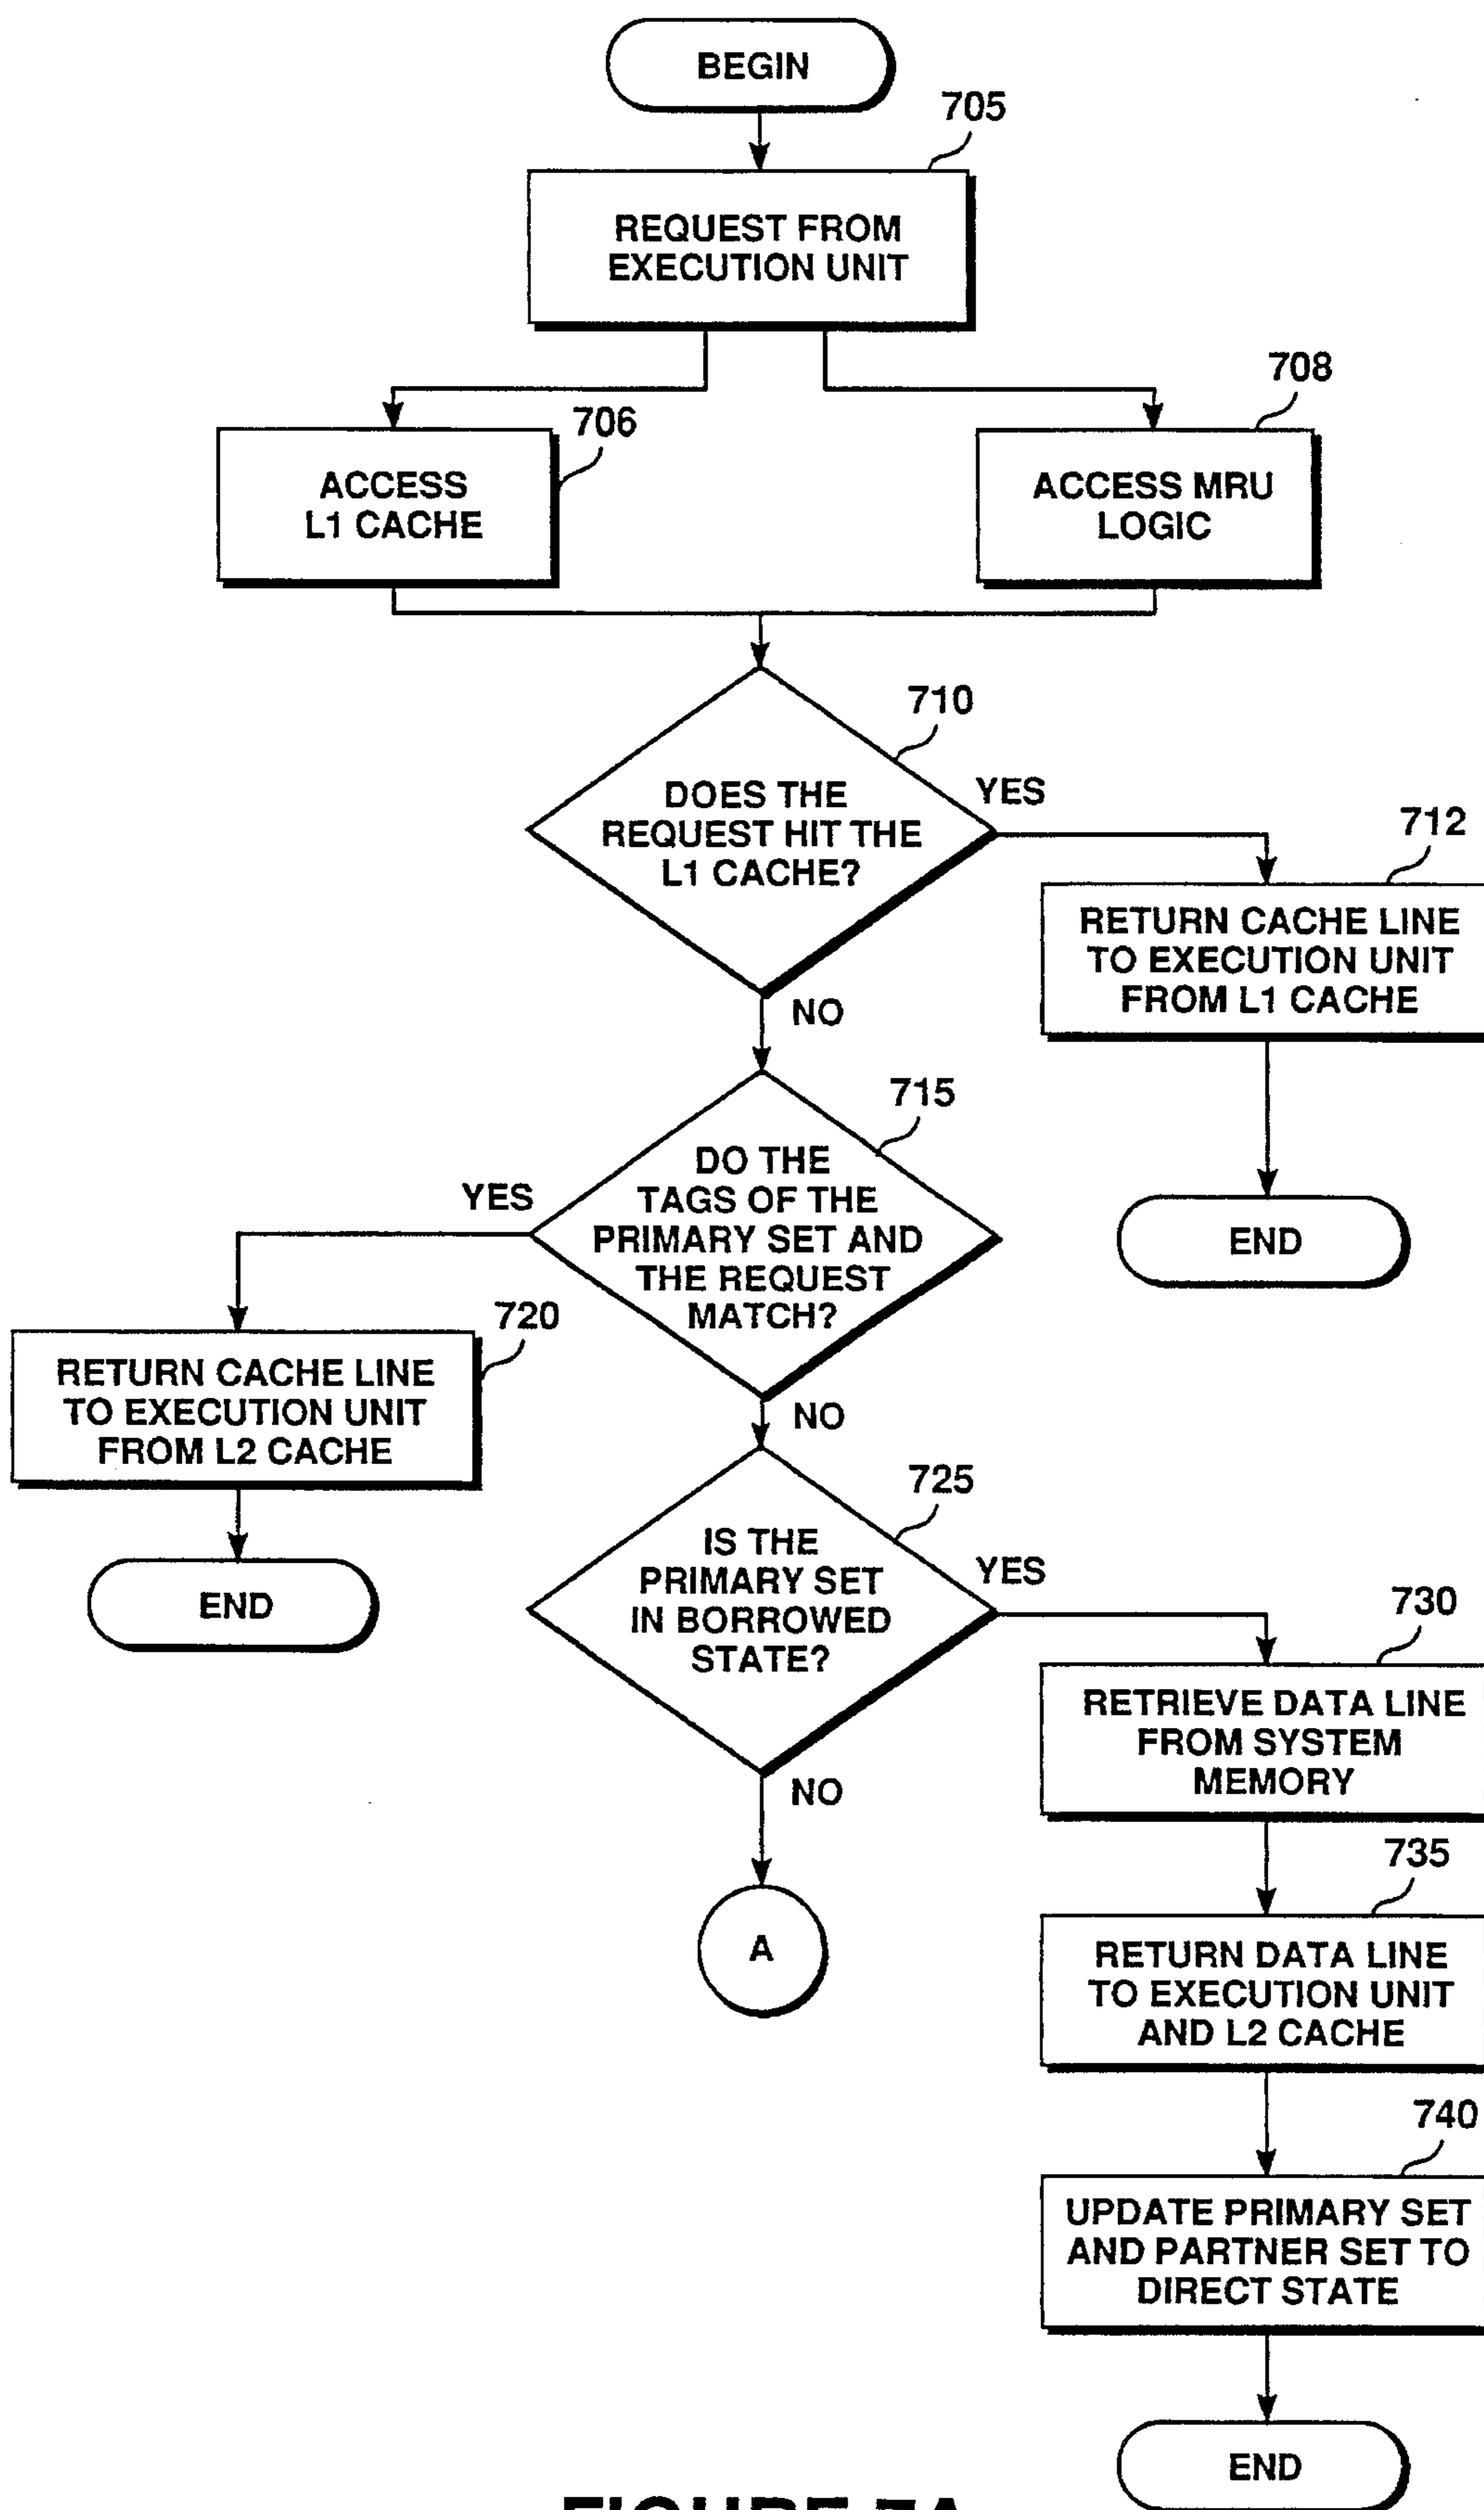 BEGIN
705
REQUEST FROM
EXECUTION UNIT
706
ACCESS
L1 CACHE
708
ACCESS MRU
LOGIC
710
DOES THE
REQUEST HIT THE
L1 CACHE?
YES
NO
712
RETURN CACHE LINE
TO EXECUTION UNIT
FROM L1 CACHE
END
715
DO THE
TAGS OF THE
PRIMARY SET AND
THE REQUEST
MATCH?
YES
NO
720
RETURN CACHE LINE
TO EXECUTION UNIT
FROM L2 CACHE
END
725
IS THE
PRIMARY SET
IN BORROWED
STATE?
YES
NO
A
730
RETRIEVE DATA LINE
FROM SYSTEM
MEMORY
735
RETURN DATA LINE
TO EXECUTION UNIT
AND L2 CACHE
740
UPDATE PRIMARY SET
AND PARTNER SET TO
DIRECT STATE
END
FIGURE 7A